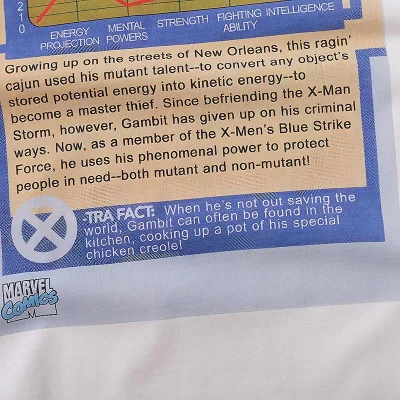 2
1
0
ENERGY PROJECTION MENTAL POWERS STRENGTH FIGHTING ABILITY INTELLIGENCE
Growing up on the streets of New Orleans, this ragin'
cajun used his mutant talent--to convert any object's
stored potential energy into kinetic energy--to
become a master thief. Since befriending the X-Man
Storm, however, Gambit has given up on his criminal
ways. Now, as a member of the X-Men's Blue Strike
Force, he uses his phenomenal power to protect
people in need--both mutant and non-mutant!
X-TRA FACT: When he's not out saving the
world, Gambit can often be found in the
kitchen, cooking up a pot of his special
chicken creole!
MARVEL
COMICS
M